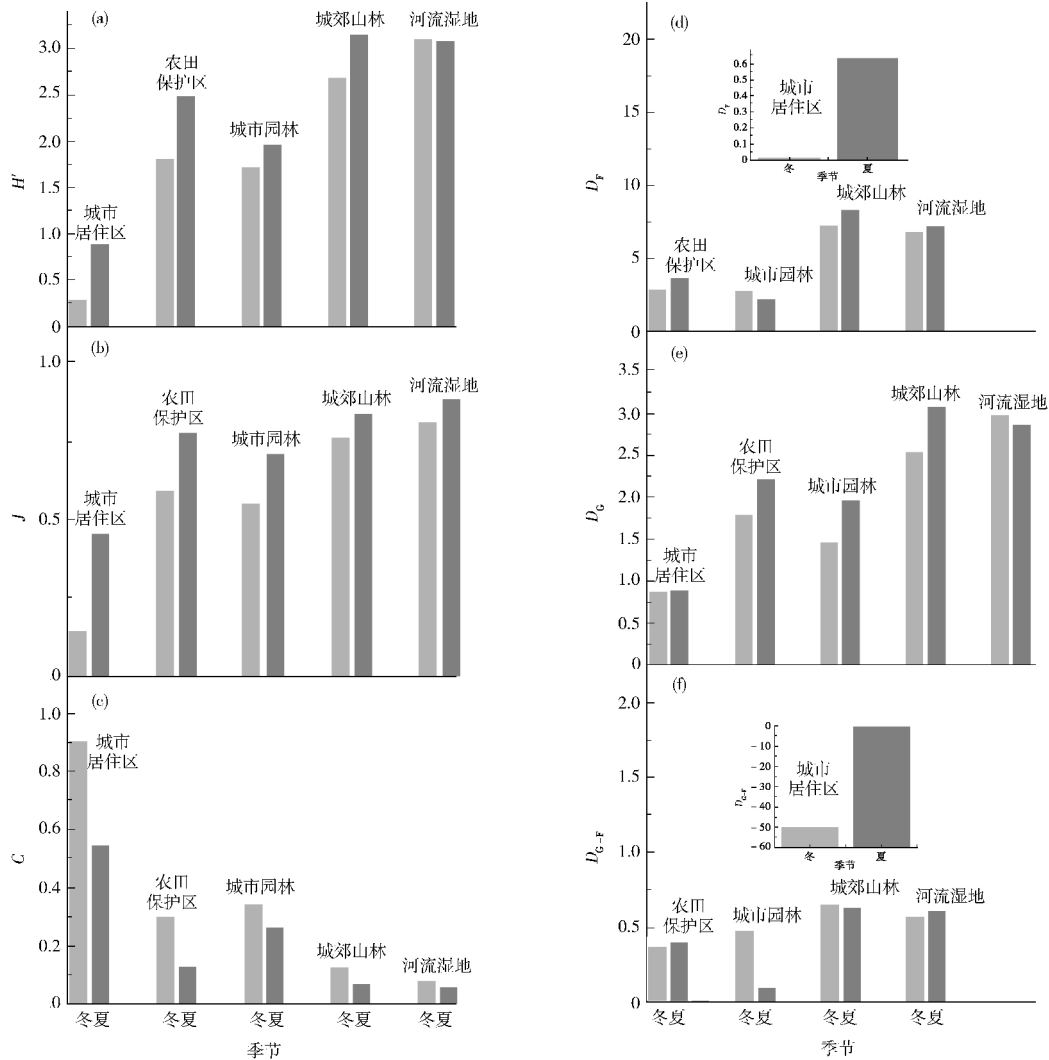 (a)
H′
3.0
2.5
2.0
1.5
1.0
0.5
0
城市
居住区
农田
保护区
城市园林
城郊山林
河流湿地
(b)
J
1.0
0.5
0
城市
居住区
农田
保护区
城市园林
城郊山林
河流湿地
(c)
C
1.0
0.8
0.6
0.4
0.2
0
城市
居住区
农田
保护区
城市园林
城郊山林
河流湿地
冬夏 冬夏 冬夏 冬夏 冬夏
季节
(d)
D_F
20
15
10
5
0
农田
保护区
城市园林
城郊山林
河流湿地
D_F
0.6
0.5
0.4
0.3
0.2
0.1
0
城市
居住区
冬 夏
季节
(e)
D_G
3.5
3.0
2.5
2.0
1.5
1.0
0.5
0
城市
居住区
农田
保护区
城市园林
城郊山林
河流湿地
(f)
D_G-F
2.0
1.5
1.0
0.5
0
农田
保护区
城市园林
城郊山林
河流湿地
D_G-F
0
-10
-20
-30
-40
-50
-60
城市
居住区
冬 夏
季节
冬夏 冬夏 冬夏 冬夏
季节